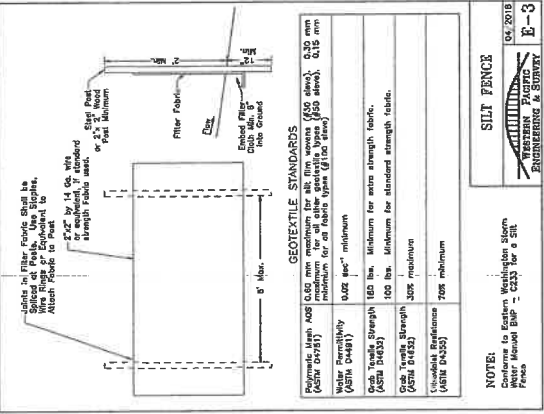 Joints in Filter Fabric Shall be
Spliced at Posts. Use Staples,
Wire Rings or Equivalent to
Attach Fabric to Post
2"x2" by 14 Ga. wire
or equivalent, if standard
strength Fabric used.
Steel Post
or 2" x 2" Wood
Post Minimum
Filter Fabric
Flow
Embed Filter
Cloth Min. 8"
into Ground
2' Min.
12"
Min.
6' Max.
GEOTEXTILE STANDARDS
Polymeric Mesh AOS
(ASTM D4751)
0.60 mm maximum for slit film wovens (#30 sieve). 0.30 mm
maximum for all other geotextile types (#50 sieve). 0.15 mm
minimum for all fabric types (#100 sieve)
Water Permittivity
(ASTM D4491)
0.02 sec⁻¹ minimum
Grab Tensile Strength
(ASTM D4632)
180 lbs. Minimum for extra strength fabric.
100 lbs. Minimum for standard strength fabric.
Grab Tensile Strength
(ASTM D4632)
30% maximum
Ultraviolet Resistance
(ASTM D4355)
70% minimum
NOTE:
Conforms to Eastern Washington Storm
Water Manual BMP - C233 for a Silt
Fence
SILT FENCE
WESTERN PACIFIC
ENGINEERING & SURVEY
04/2018
E-3